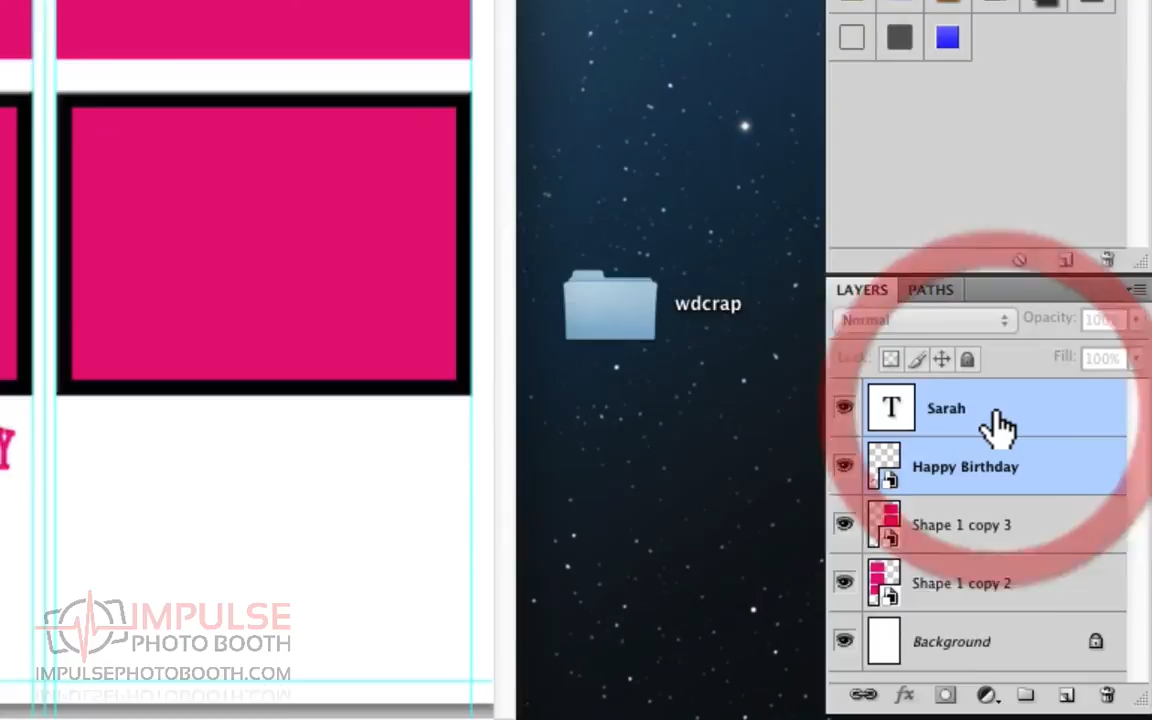 wdcrap
LAYERS
PATHS
Normal
Opacity: 100%
Lock:
Fill: 100%
T
Sarah
Happy Birthday
Shape 1 copy 3
Shape 1 copy 2
Background
fx
Y
IMPULSE
PHOTO BOOTH
IMPULSEPHOTOBOOTH.COM